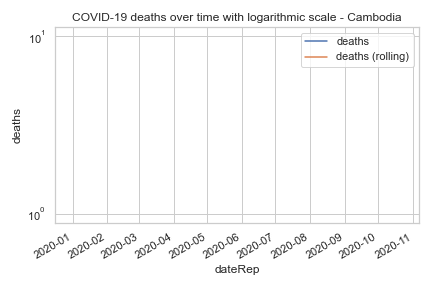 COVID-19 deaths over time with logarithmic scale - Cambodia
10¹
deaths
deaths (rolling)
deaths
10⁰
2020-01
2020-02
2020-03
2020-04
2020-05
2020-06
2020-07
2020-08
2020-09
2020-10
2020-11
dateRep